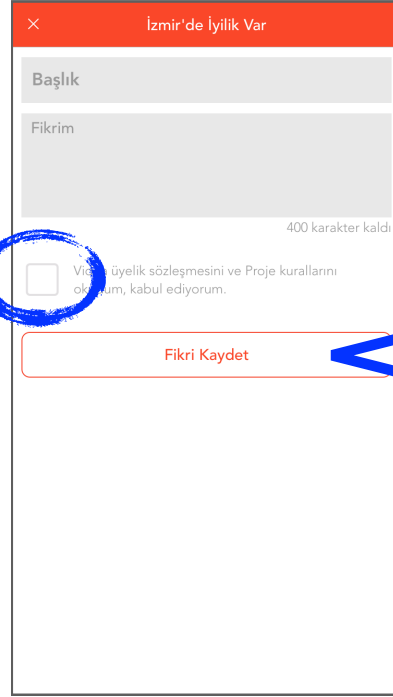 İzmir'de İyilik Var
Başlık
Fikrim
400 karakter kaldı
üyelik sözleşmesini ve Proje kurallarını
kabul ediyorum.
Fikri Kaydet